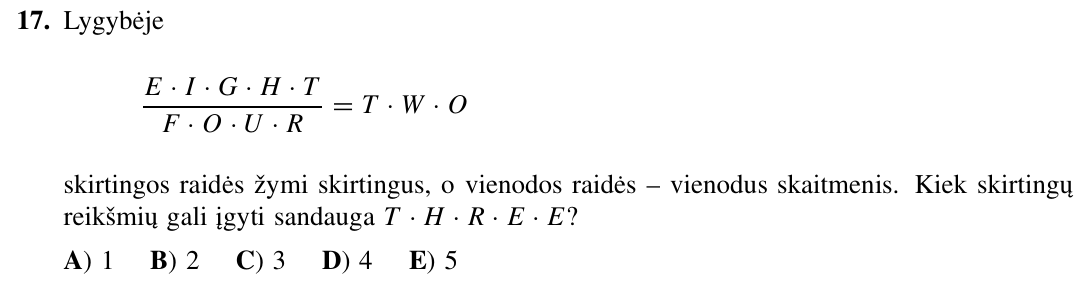 17. Lygybėje
E · I · G · H · T
F · O · U · R
= T · W · O
skirtingos raidės žymi skirtingus, o vienodos raidės – vienodus skaitmenis. Kiek skirtingų
reikšmių gali įgyti sandauga T · H · R · E · E?
A) 1 B) 2 C) 3 D) 4 E) 5